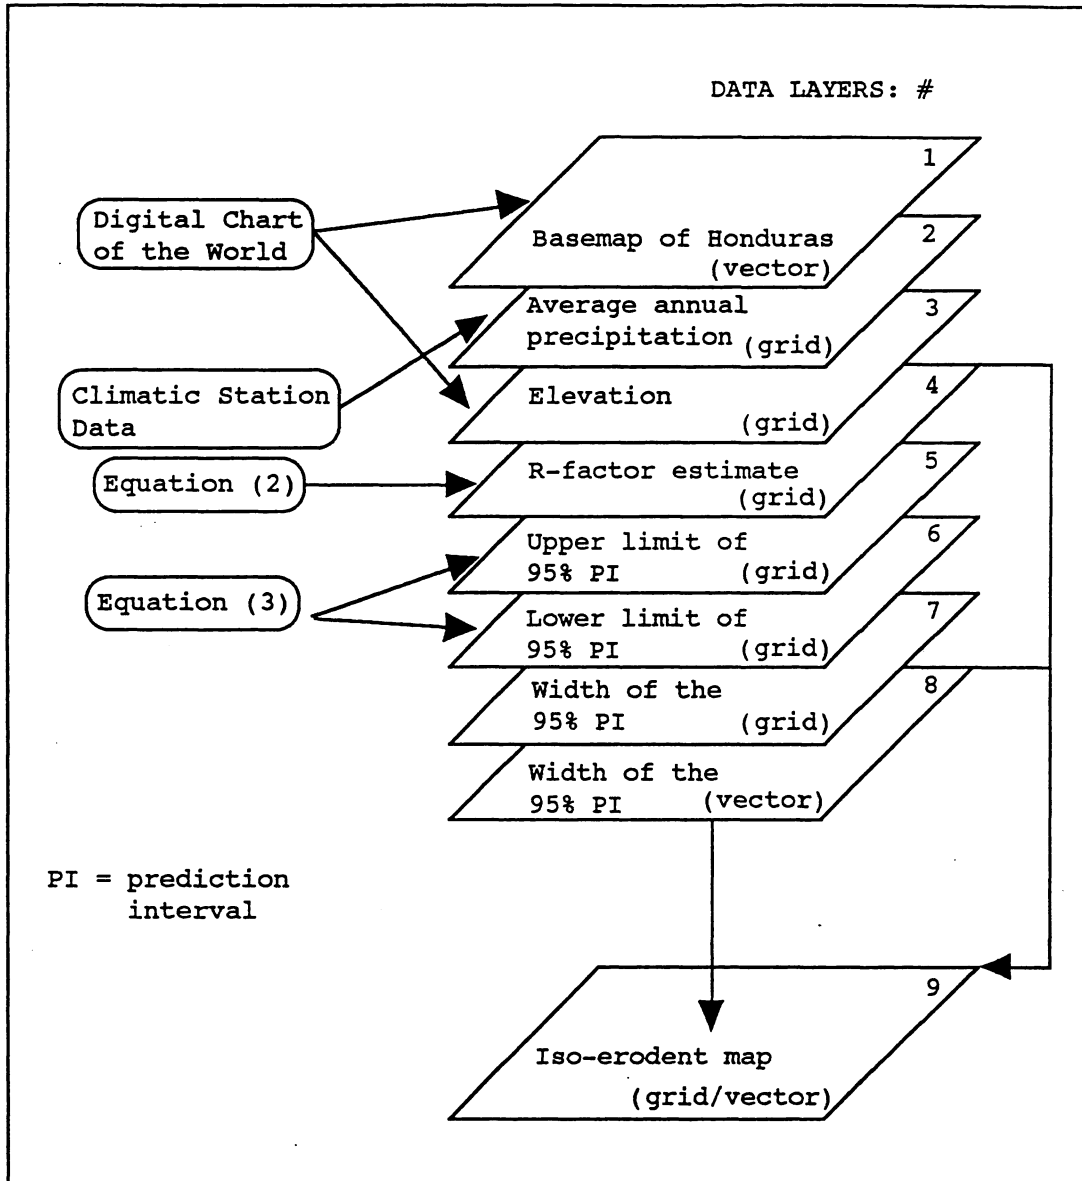 DATA LAYERS: #
1
Digital Chart
of the World
Basemap of Honduras
(vector)
2
Average annual
precipitation (grid)
3
Climatic Station
Data
Elevation
(grid)
4
Equation (2)
R-factor estimate
(grid)
5
Upper limit of
95% PI (grid)
6
Equation (3)
Lower limit of
95% PI (grid)
7
Width of the
95% PI (grid)
8
Width of the
95% PI (vector)
PI = prediction
interval
9
Iso-erodent map
(grid/vector)